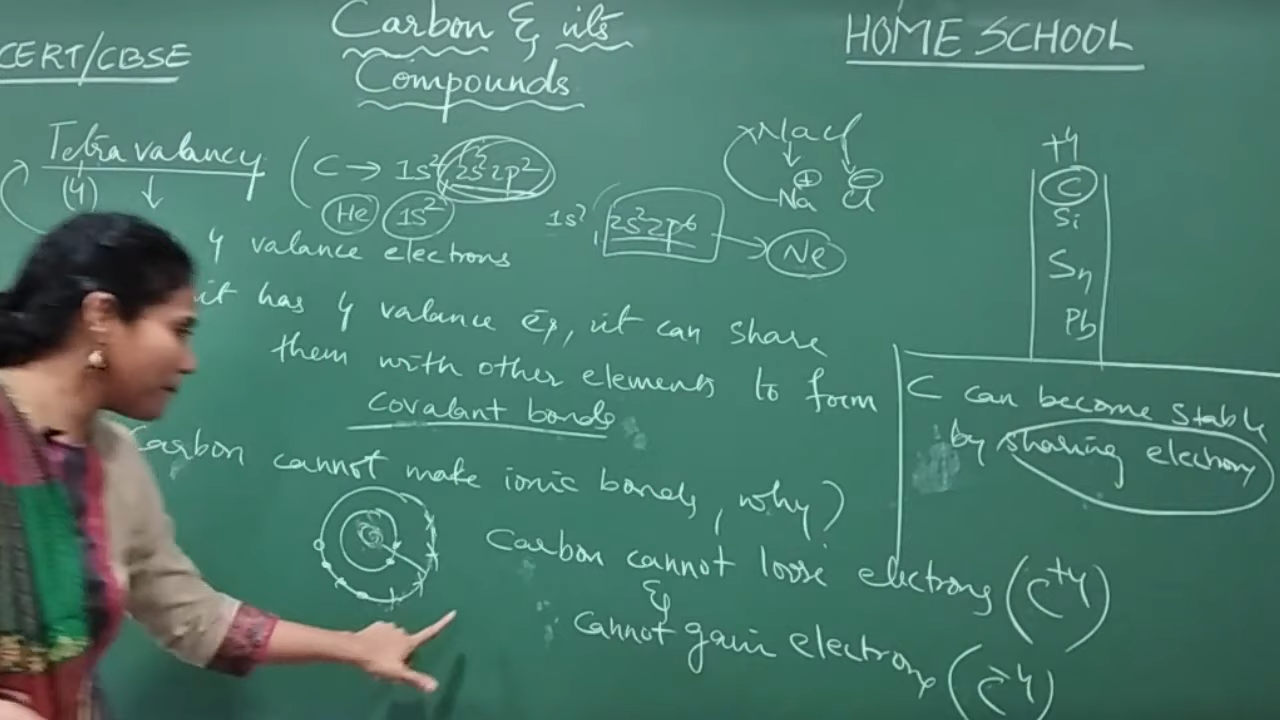 CERT/CBSE
Carbon & its
Compounds
HOME SCHOOL
Tetravalancy
(4)
C → 1s² 2s² 2p²
He 1s²
1s², 2s² 2p⁶ → Ne
NaCl
Na⊕ Cl⊖
+4
C
Si
Sn
Pb
4 valance electrons
it has 4 valance e⁻s, it can share
them with other elements to form
covalant bonds
Carbon cannot make ionic bonds, why?
C can become stable
by sharing electrons
Carbon cannot loose electrons (C⁺⁴)
&
cannot gain electrons (C⁻⁴)